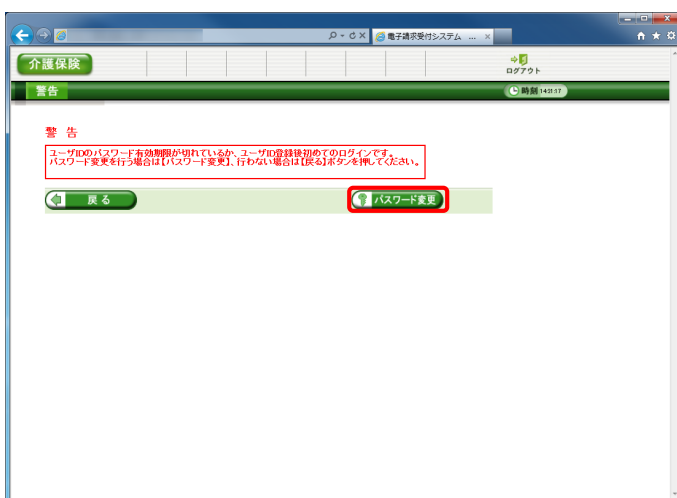 電子請求受付システム ...
介護保険
ログアウト
警告
時刻 14:31:17
警 告
ユーザIDのパスワード有効期限が切れているか、ユーザID登録後初めてのログインです。
パスワード変更を行う場合は【パスワード変更】、行わない場合は【戻る】ボタンを押してください。
戻る
パスワード変更